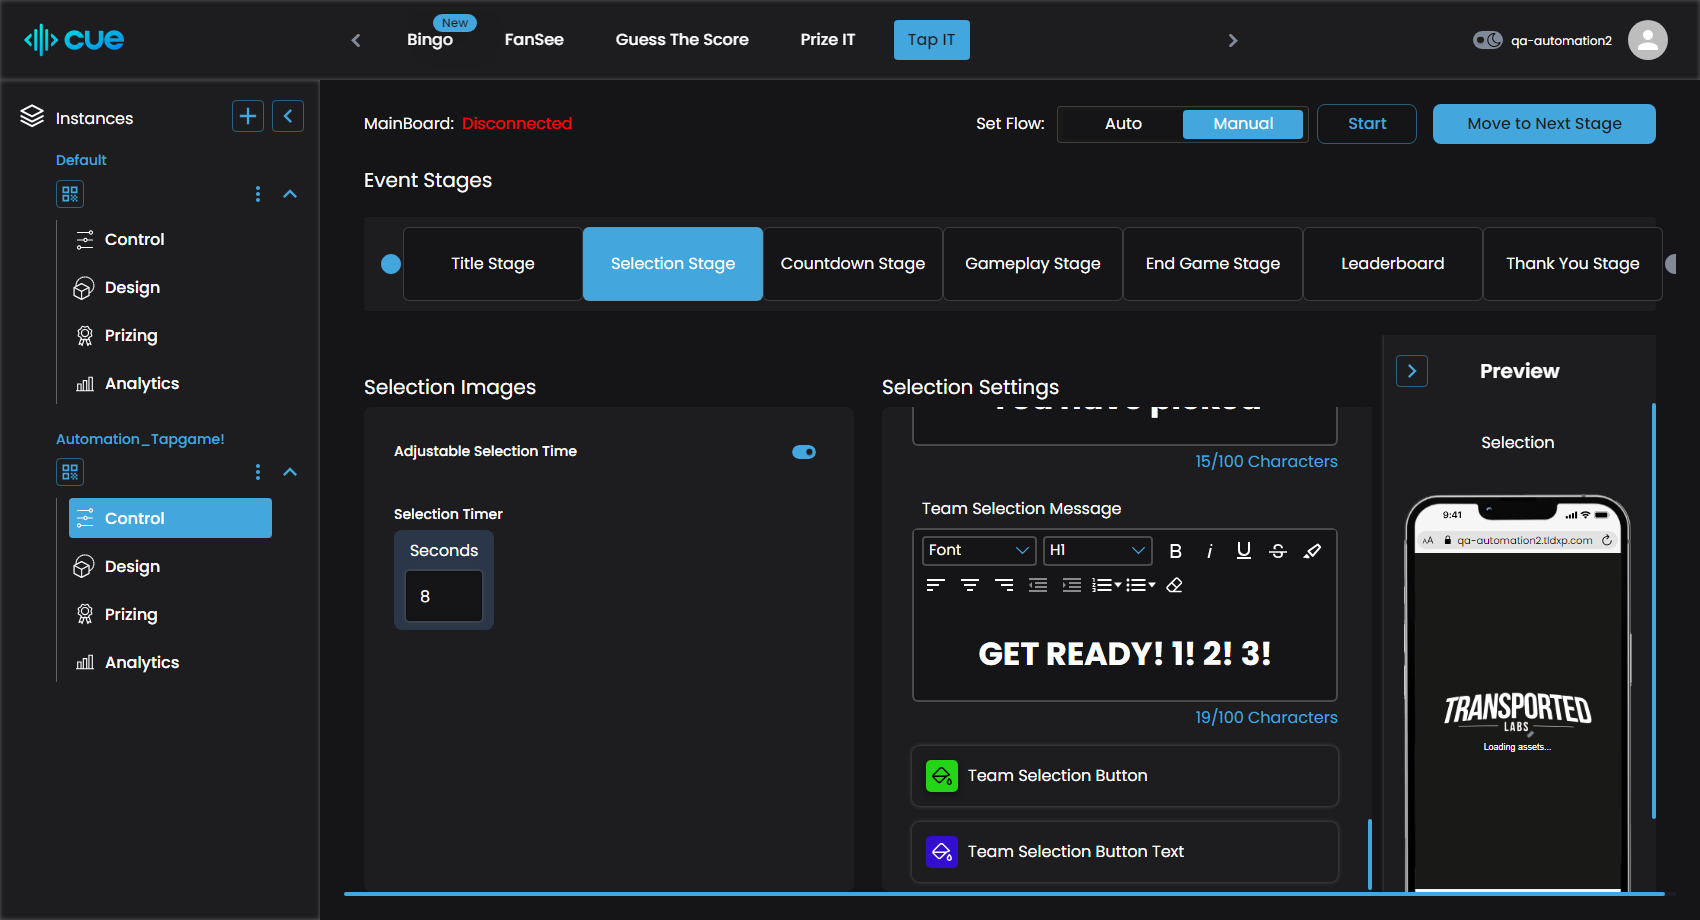 cue
New
Bingo
FanSee
Guess The Score
Prize IT
Tap IT
qa-automation2
Instances
Default
Control
Design
Prizing
Analytics
Automation_Tapgame!
Control
Design
Prizing
Analytics
MainBoard: Disconnected
Set Flow:
Auto
Manual
Start
Move to Next Stage
Event Stages
Title Stage
Selection Stage
Countdown Stage
Gameplay Stage
End Game Stage
Leaderboard
Thank You Stage
Selection Images
Adjustable Selection Time
Selection Timer
Seconds
8
Selection Settings
You have picked
15/100 Characters
Team Selection Message
Font
H1
B
i
U
S
GET READY! 1! 2! 3!
19/100 Characters
Team Selection Button
Team Selection Button Text
Preview
Selection
9:41
AA
qa-automation2.tldxp.com
TRANSPORTED
LABS
Loading assets...